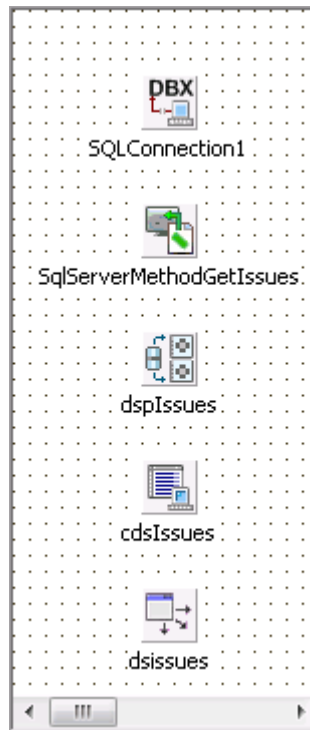 DBX
SQLConnection1
SqlServerMethodGetIssues
dspIssues
cdsIssues
dsissues